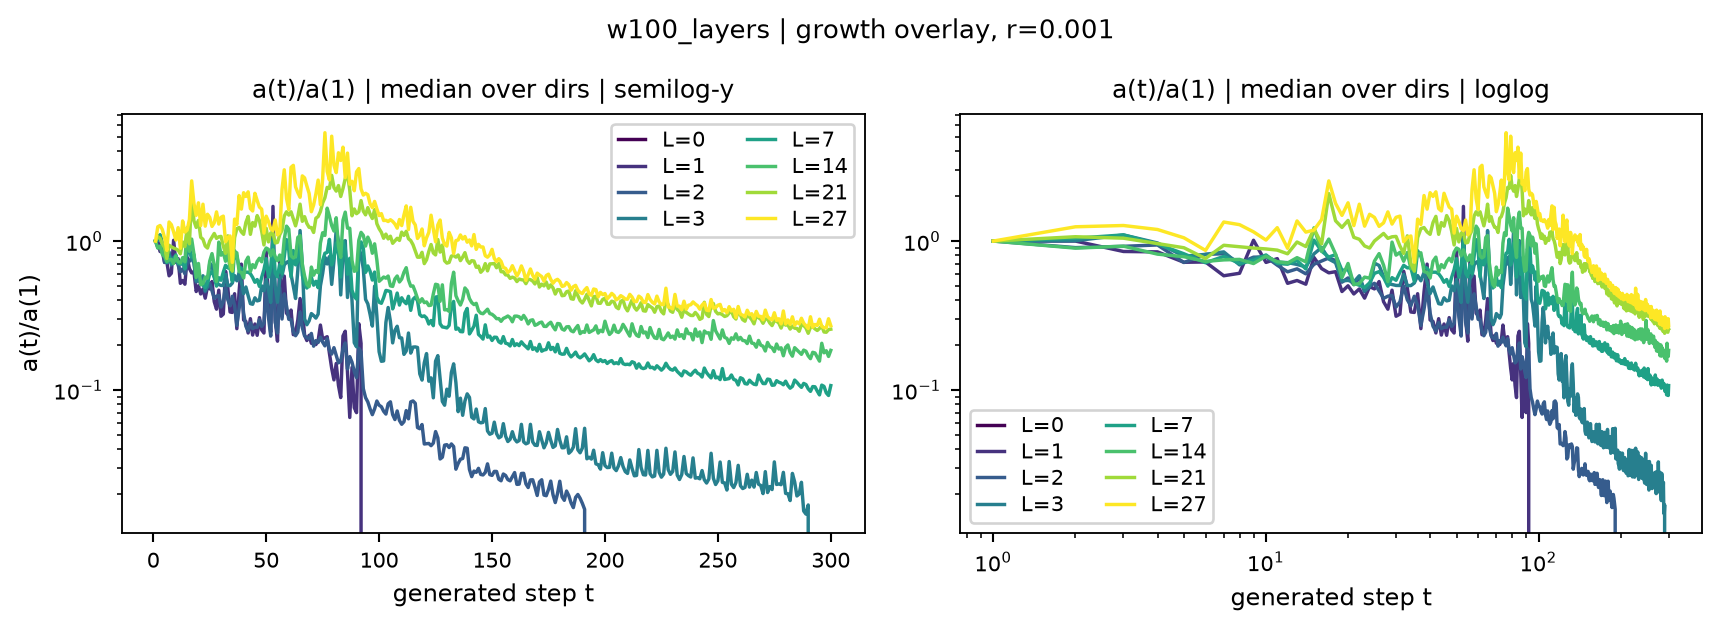 w100_layers | growth overlay, r=0.001
a(t)/a(1) | median over dirs | semilog-y
a(t)/a(1)
10⁰
10⁻¹
L=0
L=1
L=2
L=3
L=7
L=14
L=21
L=27
0 50 100 150 200 250 300
generated step t
a(t)/a(1) | median over dirs | loglog
10⁰
10⁻¹
L=0
L=1
L=2
L=3
L=7
L=14
L=21
L=27
10⁰ 10¹ 10²
generated step t